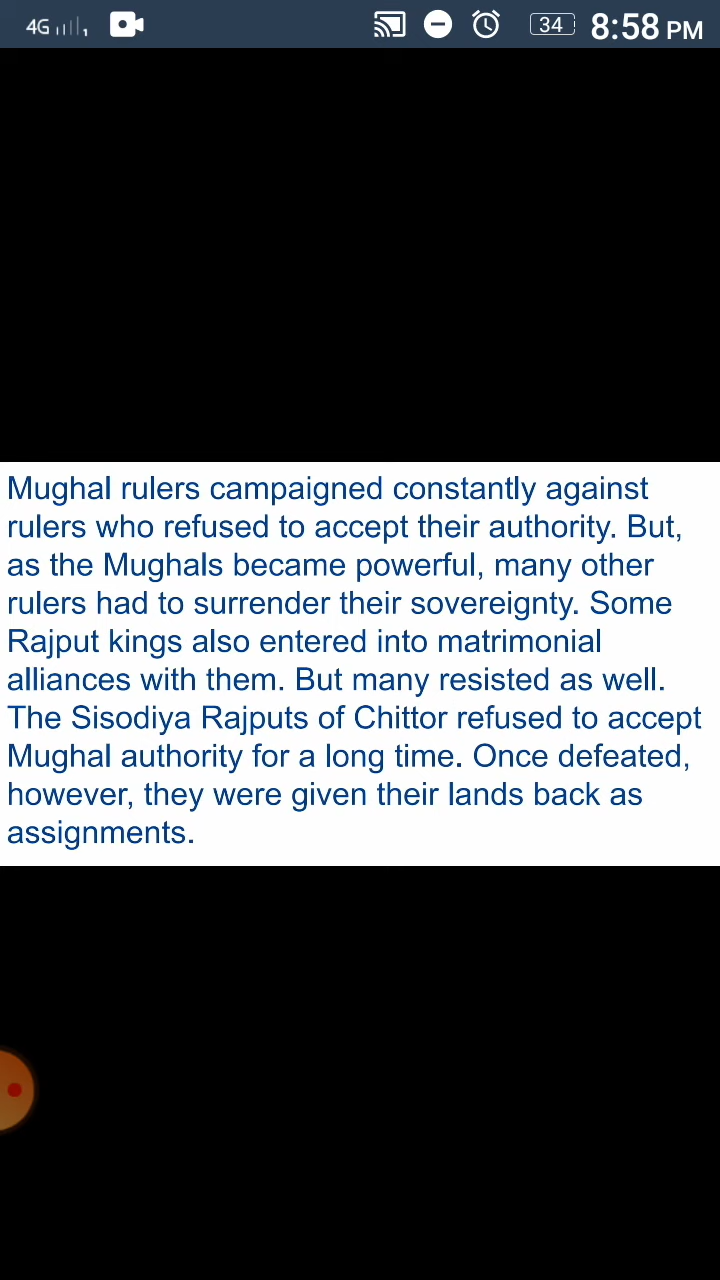 4G 34 8:58 PM
Mughal rulers campaigned constantly against
rulers who refused to accept their authority. But,
as the Mughals became powerful, many other
rulers had to surrender their sovereignty. Some
Rajput kings also entered into matrimonial
alliances with them. But many resisted as well.
The Sisodiya Rajputs of Chittor refused to accept
Mughal authority for a long time. Once defeated,
however, they were given their lands back as
assignments.